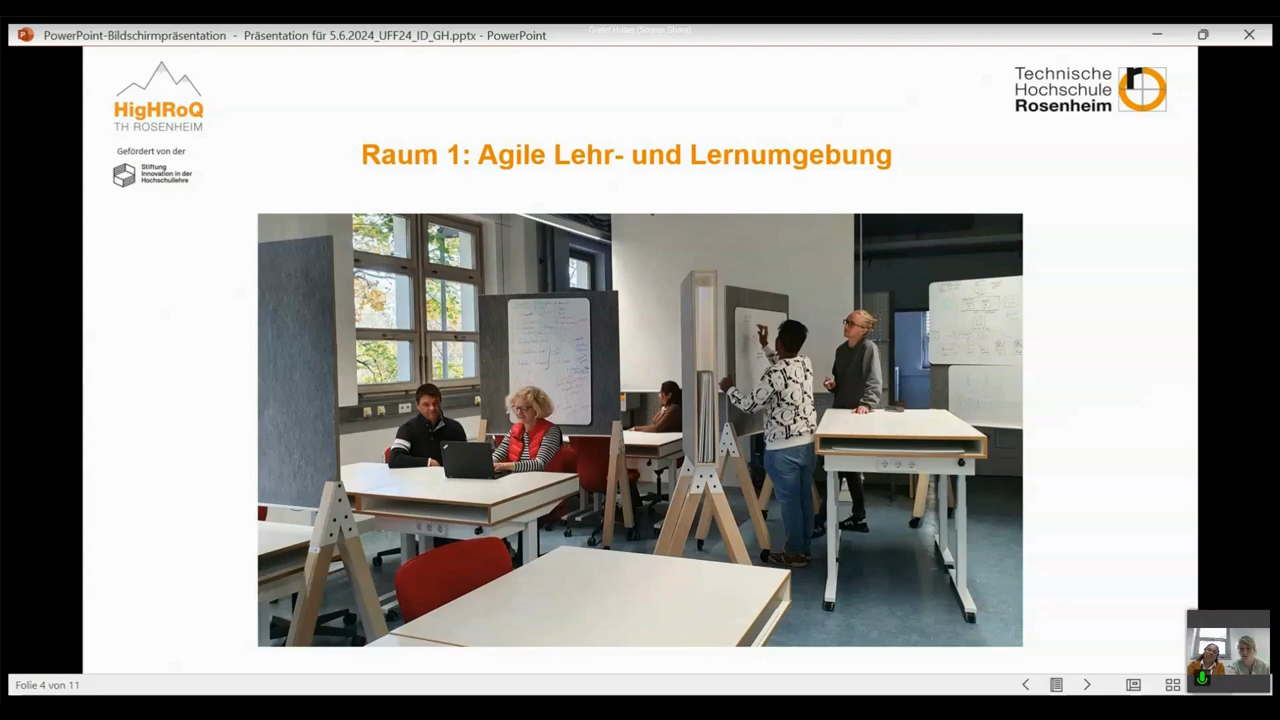 PowerPoint-Bildschirmpräsentation - Präsentation für 5.6.2024_UFF24_ID_GH.pptx - PowerPoint
HigHRoQ
TH ROSENHEIM
Gefördert von der
Stiftung
Innovation in der
Hochschullehre
Technische
Hochschule
Rosenheim
Raum 1: Agile Lehr- und Lernumgebung
Folie 4 von 11